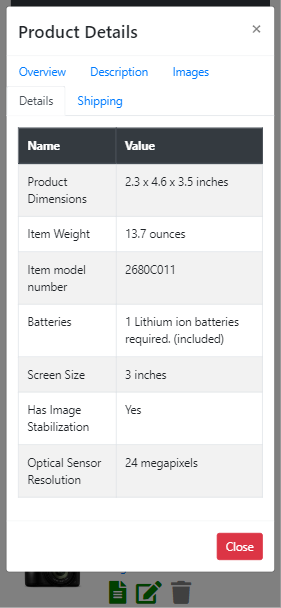 Product Details ×
Overview Description Images
Details Shipping
Name Value
Product Dimensions 2.3 x 4.6 x 3.5 inches
Item Weight 13.7 ounces
Item model number 2680C011
Batteries 1 Lithium ion batteries required. (included)
Screen Size 3 inches
Has Image Stabilization Yes
Optical Sensor Resolution 24 megapixels
Close